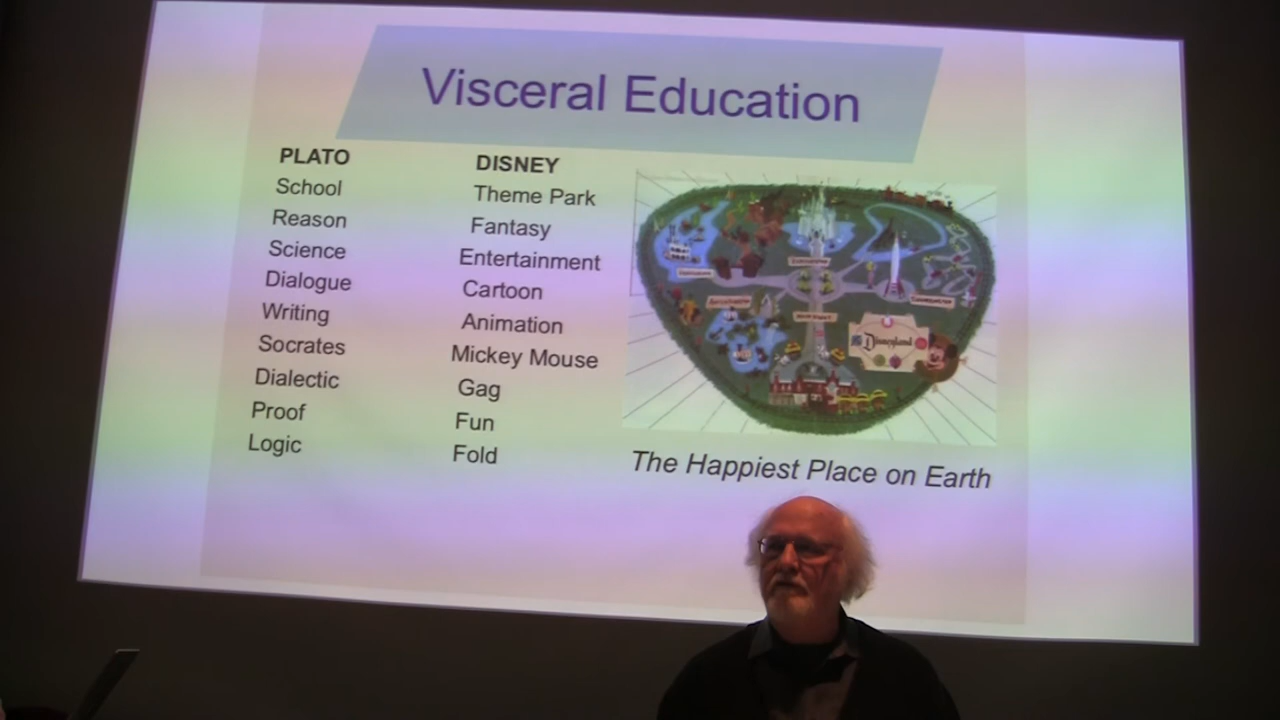 Visceral Education
PLATO
School
Reason
Science
Dialogue
Writing
Socrates
Dialectic
Proof
Logic
DISNEY
Theme Park
Fantasy
Entertainment
Cartoon
Animation
Mickey Mouse
Gag
Fun
Fold
Disneyland
The Happiest Place on Earth